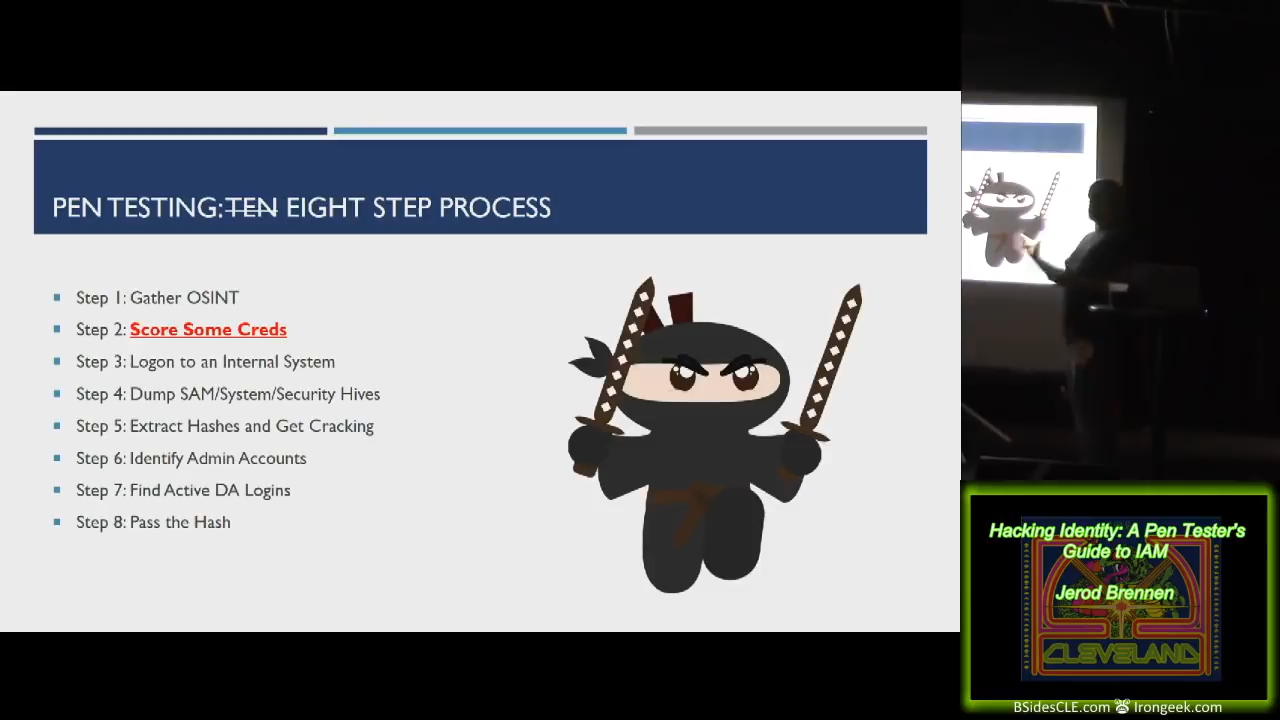 PEN TESTING: TEN EIGHT STEP PROCESS
Step 1: Gather OSINT
Step 2: Score Some Creds
Step 3: Logon to an Internal System
Step 4: Dump SAM/System/Security Hives
Step 5: Extract Hashes and Get Cracking
Step 6: Identify Admin Accounts
Step 7: Find Active DA Logins
Step 8: Pass the Hash
Hacking Identity: A Pen Tester's
Guide to IAM
Jerod Brennen
CLEVELAND
BSidesCLE.com Irongeek.com